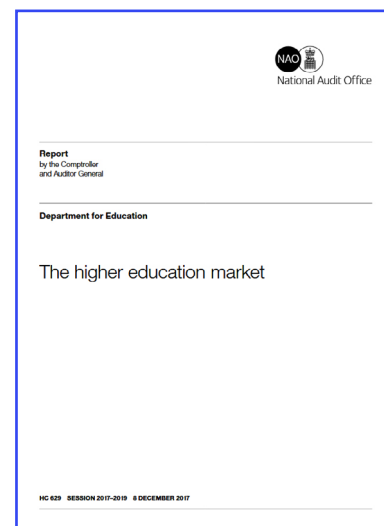 NAO
National Audit Office
Report
by the Comptroller
and Auditor General
Department for Education
The higher education market
HC 629 SESSION 2017–2019 8 DECEMBER 2017